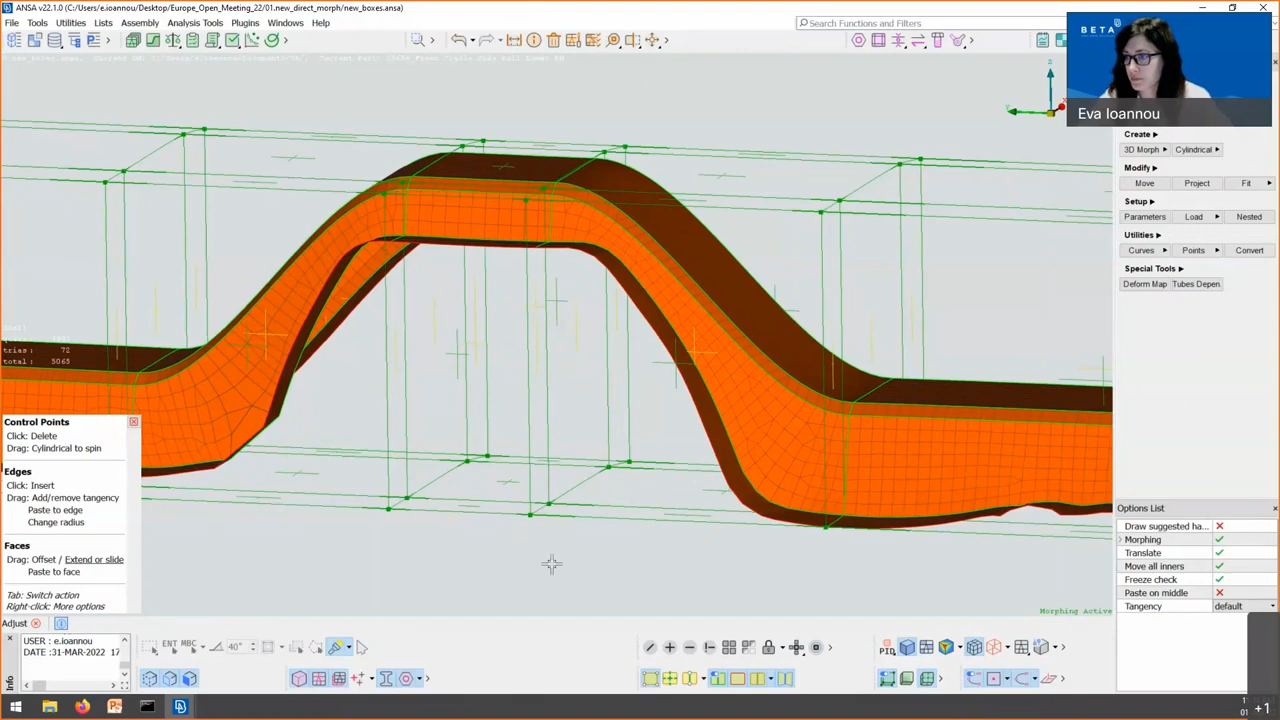 ANSA v22.1.0 (C:/Users/e.ioannou/Desktop/Europe_Open_Meeting_22/01.new_direct_morph/new_boxes.ansa)
File Tools Utilities Lists Assembly Analysis Tools Plugins Windows Help
Search Functions and Filters
BETA
Eva Ioannou
Create
3D Morph Cylindrical
Modify
Move Project Fit
Setup
Parameters Load Nested
Utilities
Curves Points Convert
Special Tools
Deform Map Tubes Depen.
trias : 72
total : 5065
Control Points
Click: Delete
Drag: Cylindrical to spin
Edges
Click: Insert
Drag: Add/remove tangency
Paste to edge
Change radius
Faces
Drag: Offset / Extend or slide
Paste to face
Tab: Switch action
Right-click: More options
Options List
Draw suggested ha...
Morphing
Translate
Move all inners
Freeze check
Paste on middle
Tangency default
Morphing Active
Adjust
Info
USER : e.ioannou
DATE :31-MAR-2022 17
ENT MBC 40°
PID
+1